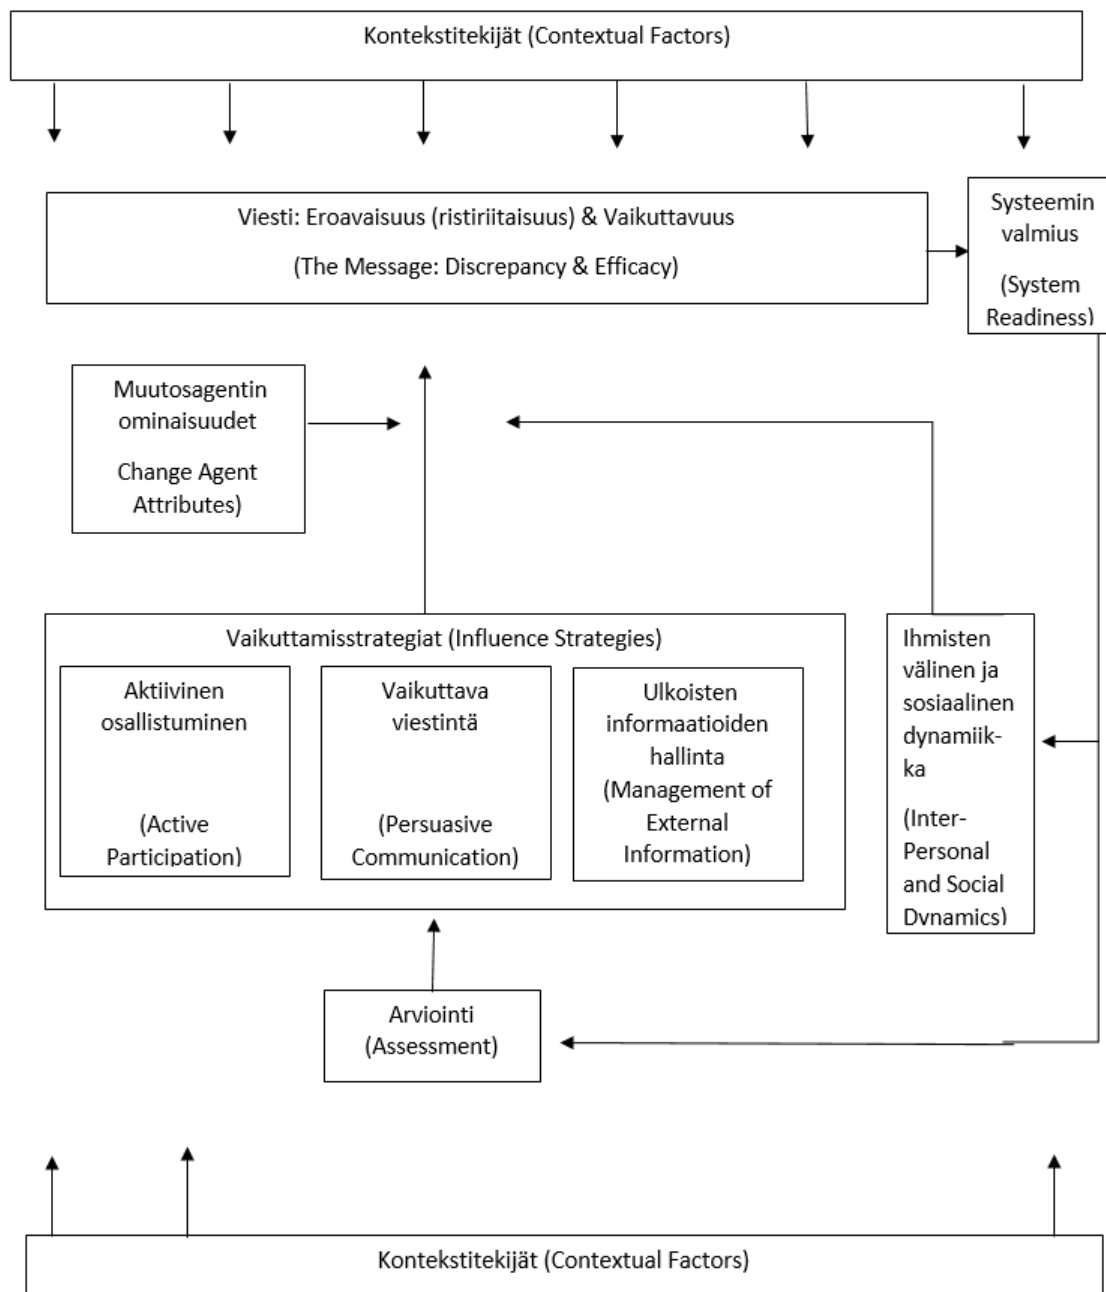 Kontekstitekijät (Contextual Factors)
Viesti: Eroavaisuus (ristiriitaisuus) & Vaikuttavuus
(The Message: Discrepancy & Efficacy)
Systeemin
valmius
(System
Readiness)
Muutosagentin
ominaisuudet
Change Agent
Attributes)
Vaikuttamisstrategiat (Influence Strategies)
Aktiivinen
osallistuminen
(Active
Participation)
Vaikuttava
viestintä
(Persuasive
Communication)
Ulkoisten
informaatioiden
hallinta
(Management of
External
Information)
Ihmisten
välinen ja
sosiaalinen
dynamiik-
ka
(Inter-
Personal
and Social
Dynamics)
Arviointi
(Assessment)
Kontekstitekijät (Contextual Factors)